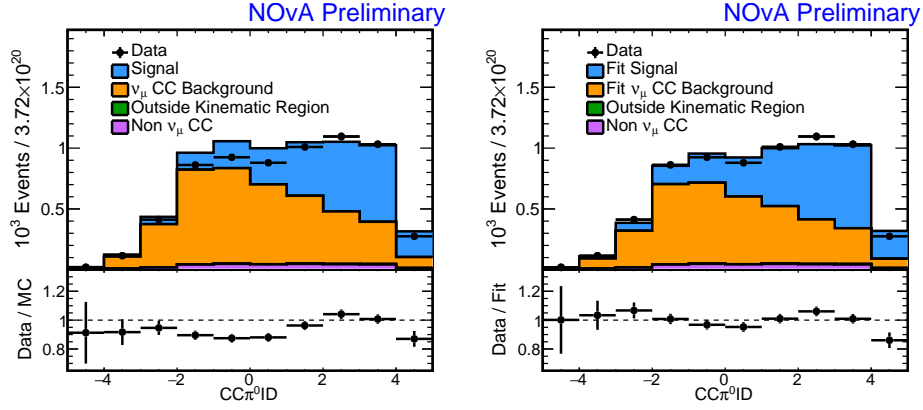 NOvA Preliminary
Data
Signal
νμ CC Background
Outside Kinematic Region
Non νμ CC
10³ Events / 3.72×10²⁰
1.5
1
0.5
Data / MC
1.2
1
0.8
−4 −2 0 2 4
CCπ⁰ID
NOvA Preliminary
Data
Fit Signal
Fit νμ CC Background
Outside Kinematic Region
Non νμ CC
10³ Events / 3.72×10²⁰
1.5
1
0.5
Data / Fit
1.2
1
0.8
−4 −2 0 2 4
CCπ⁰ID